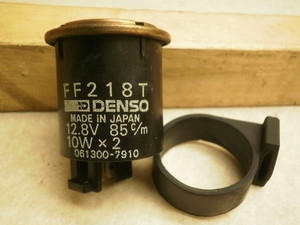 FF218T
DENSO
MADE IN JAPAN
12.8V 85c/m
10W × 2
061300-7910